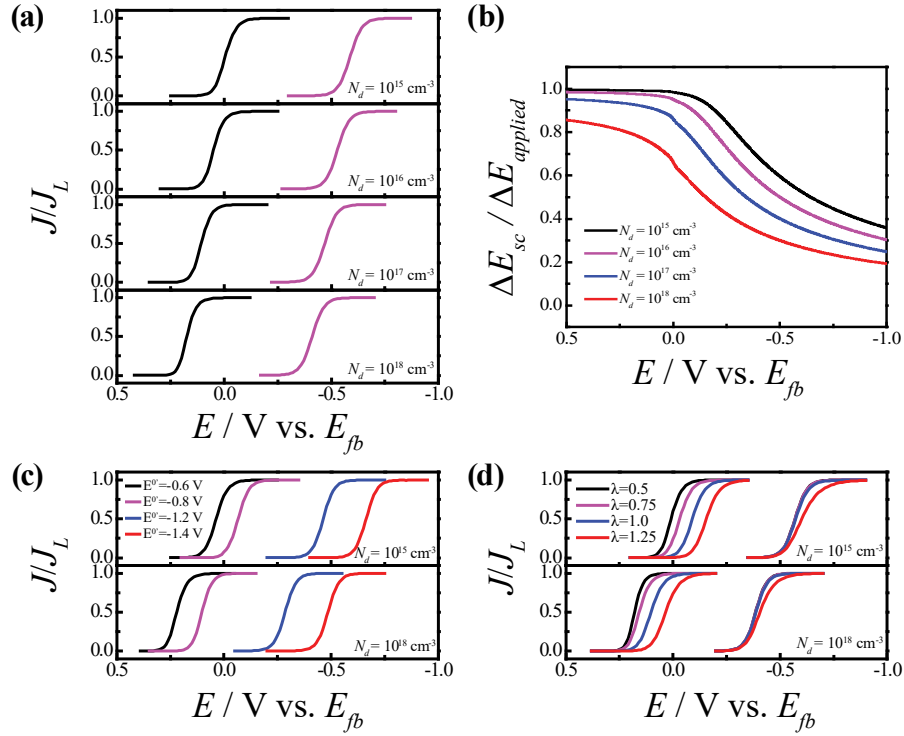 (a)
1.0
0.5
0.0
N_d = 10^15 cm^-3
1.0
0.5
0.0
N_d = 10^16 cm^-3
1.0
0.5
0.0
N_d = 10^17 cm^-3
1.0
0.5
0.0
N_d = 10^18 cm^-3
J/J_L
0.5 0.0 -0.5 -1.0
E / V vs. E_fb
(b)
1.0
0.8
0.6
0.4
0.2
0.0
ΔE_sc / ΔE_applied
N_d = 10^15 cm^-3
N_d = 10^16 cm^-3
N_d = 10^17 cm^-3
N_d = 10^18 cm^-3
0.5 0.0 -0.5 -1.0
E / V vs. E_fb
(c)
1.0
0.5
0.0
E^0'=-0.6 V
E^0'=-0.8 V
E^0'=-1.2 V
E^0'=-1.4 V
N_d = 10^15 cm^-3
1.0
0.5
0.0
N_d = 10^18 cm^-3
J/J_L
0.5 0.0 -0.5 -1.0
E / V vs. E_fb
(d)
1.0
0.5
0.0
λ=0.5
λ=0.75
λ=1.0
λ=1.25
N_d = 10^15 cm^-3
1.0
0.5
0.0
N_d = 10^18 cm^-3
J/J_L
0.5 0.0 -0.5 -1.0
E / V vs. E_fb